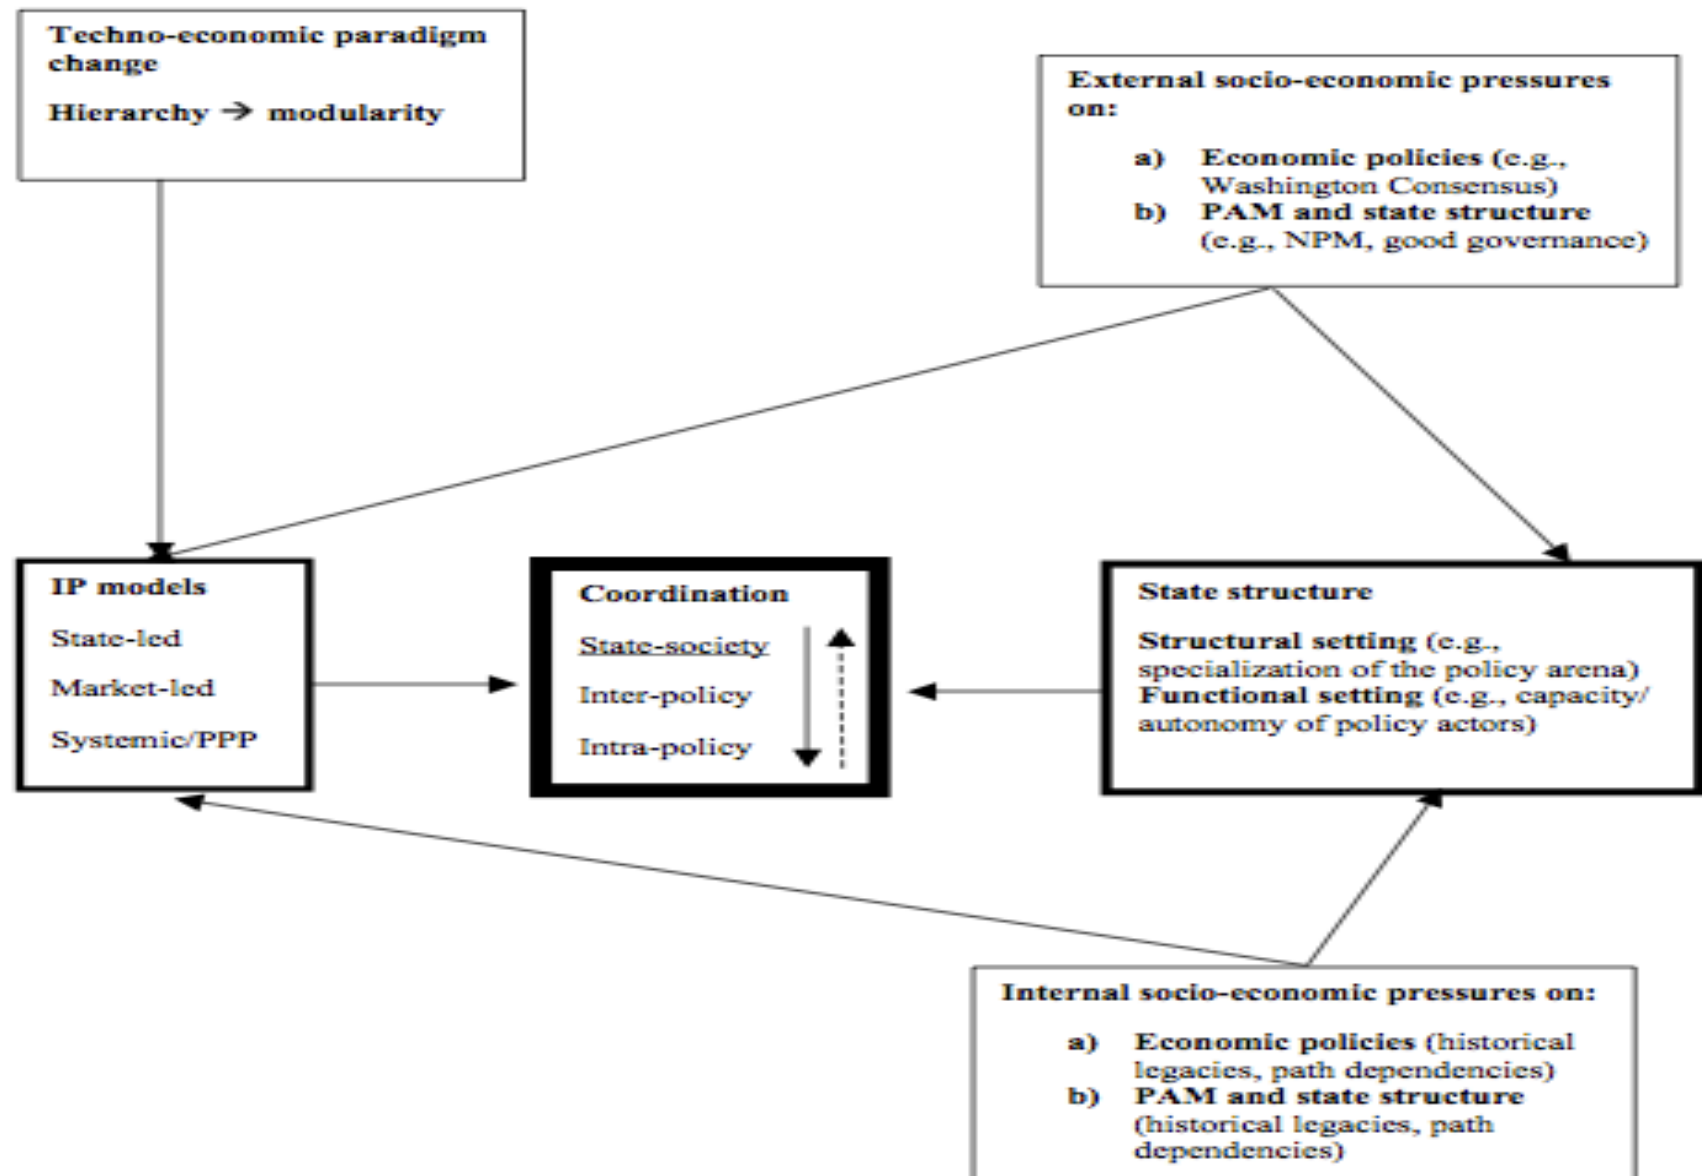 Techno-economic paradigm
change
Hierarchy → modularity
External socio-economic pressures
on:
a) Economic policies (e.g.,
Washington Consensus)
b) PAM and state structure
(e.g., NPM, good governance)
IP models
State-led
Market-led
Systemic/PPP
Coordination
State-society
Inter-policy
Intra-policy
State structure
Structural setting (e.g.,
specialization of the policy arena)
Functional setting (e.g., capacity/
autonomy of policy actors)
Internal socio-economic pressures on:
a) Economic policies (historical
legacies, path dependencies)
b) PAM and state structure
(historical legacies, path
dependencies)